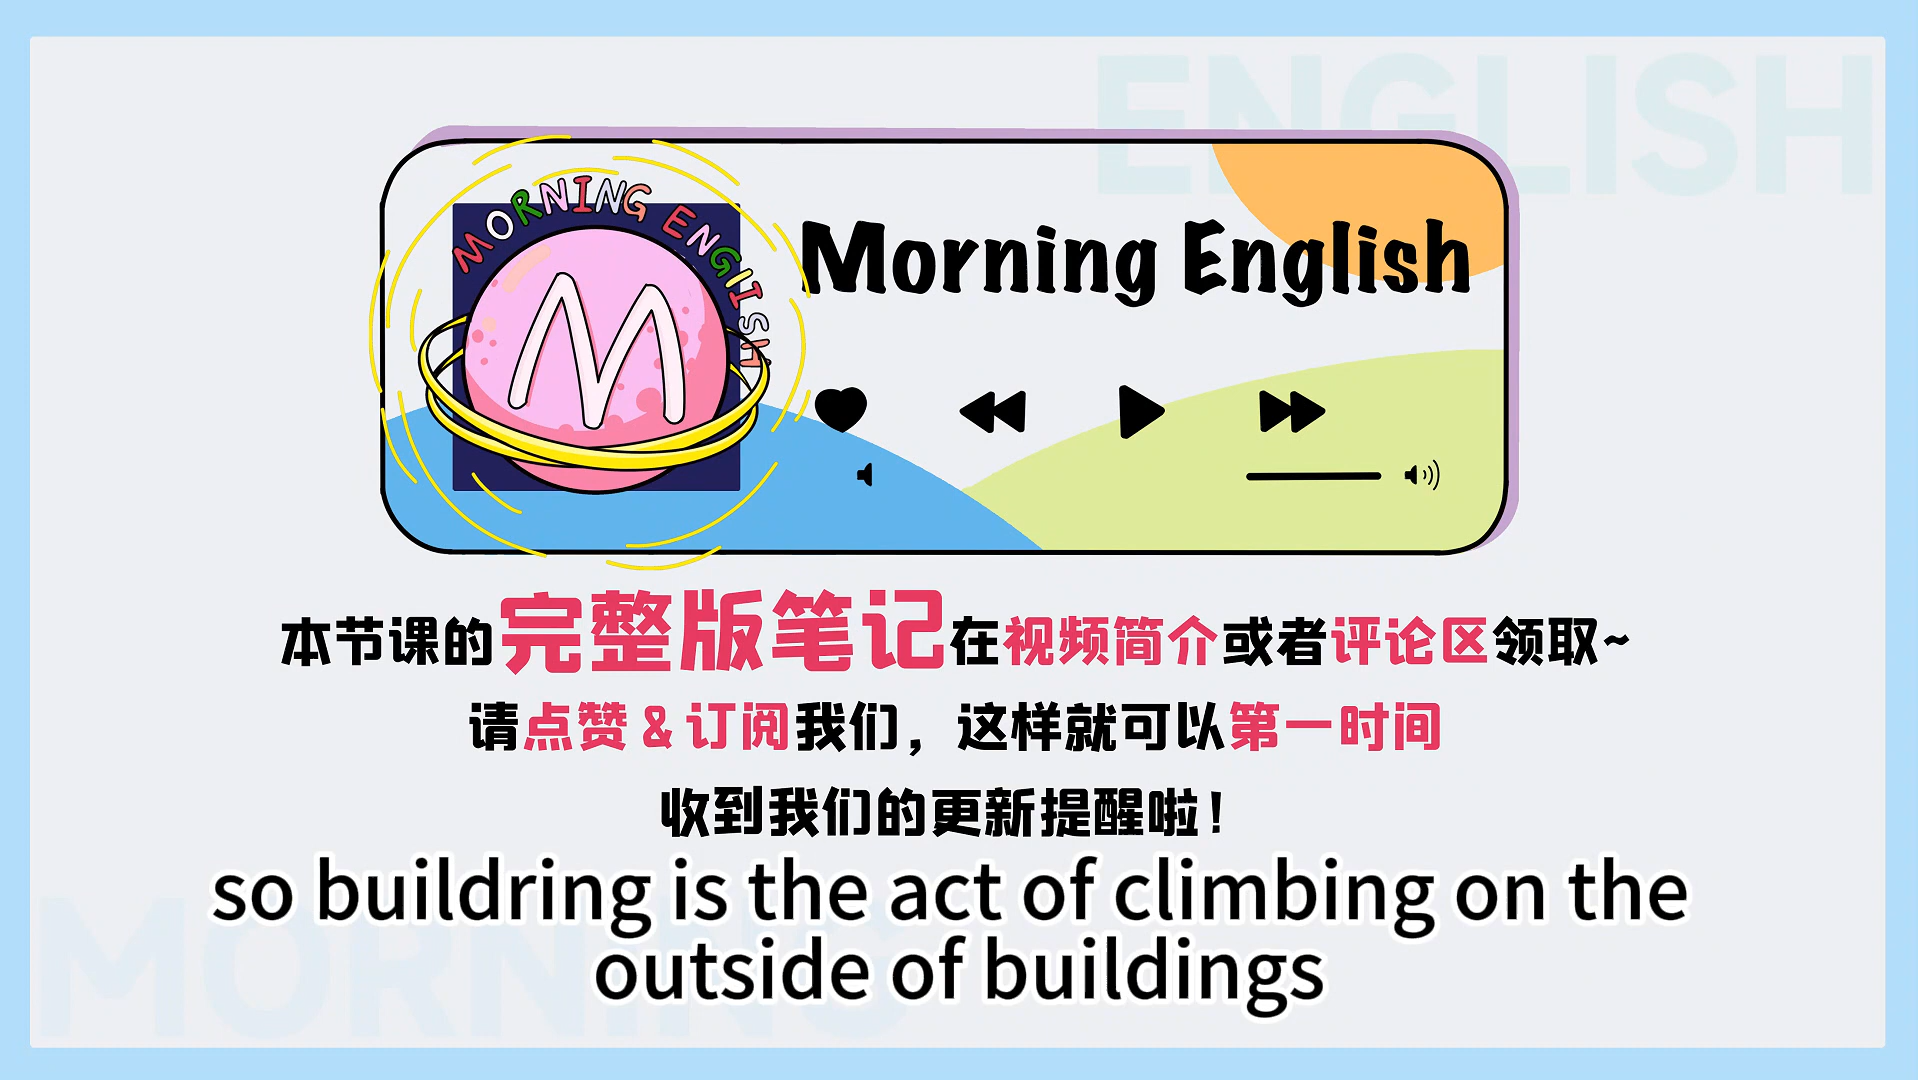 ENGLISH
MORNING ENGLISH
M
Morning English
本节课的完整版笔记在视频简介或者评论区领取~
请点赞&订阅我们，这样就可以第一时间
收到我们的更新提醒啦！
so buildring is the act of climbing on the
outside of buildings
MORNING